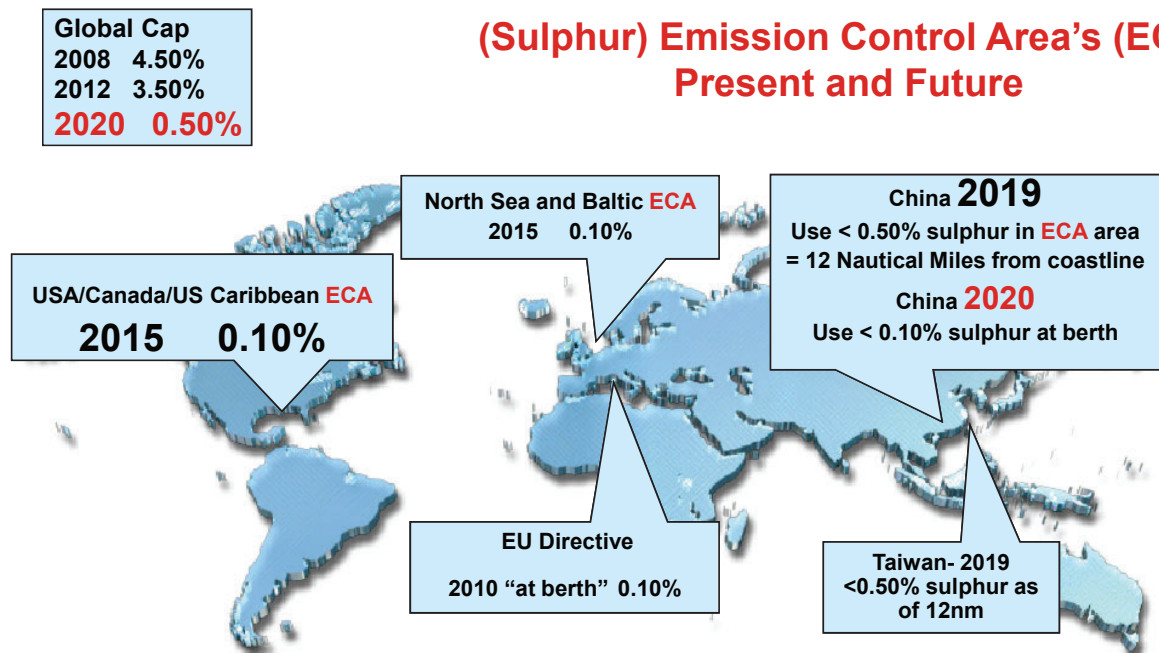 Global Cap
2008 4.50%
2012 3.50%
2020 0.50%
(Sulphur) Emission Control Area's
Present and Future
North Sea and Baltic ECA
2015 0.10%
China 2019
Use < 0.50% sulphur in ECA area
= 12 Nautical Miles from coastline
China 2020
Use < 0.10% sulphur at berth
USA/Canada/US Caribbean ECA
2015 0.10%
EU Directive
2010 “at berth” 0.10%
Taiwan- 2019
<0.50% sulphur as
of 12nm